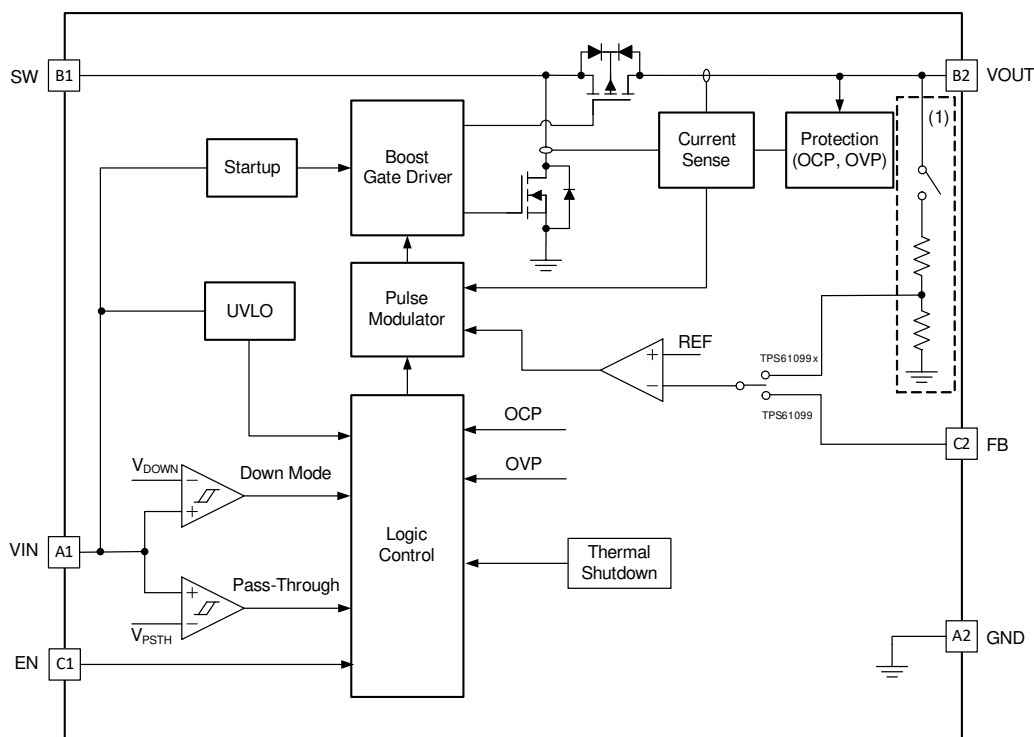 SW
B1
B2
VOUT
(1)
Startup
Boost
Gate Driver
Current
Sense
Protection
(OCP, OVP)
UVLO
Pulse
Modulator
REF
+
−
TPS61099x
TPS61099
OCP
C2
FB
VDOWN
−
+
Down Mode
OVP
Logic
Control
VIN
A1
Thermal
Shutdown
Pass-Through
+
−
VPSTH
A2
GND
EN
C1